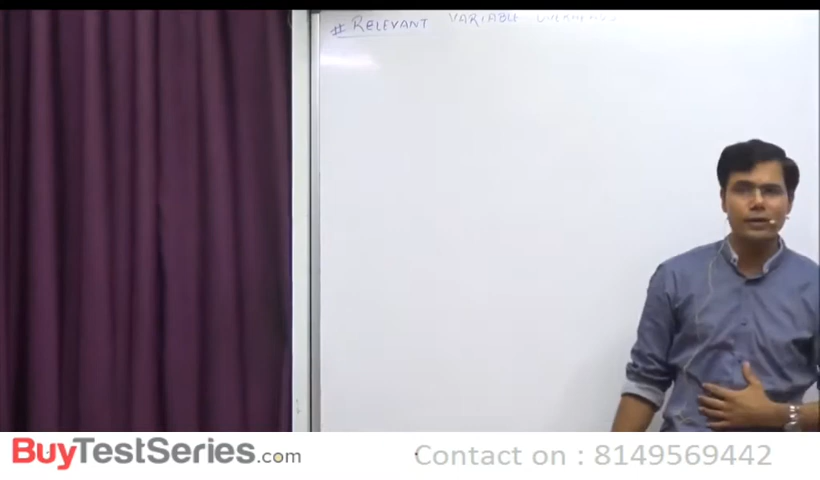 # RELEVANT VARIABLE
BuyTestSeries.com
Contact on : 8149569442